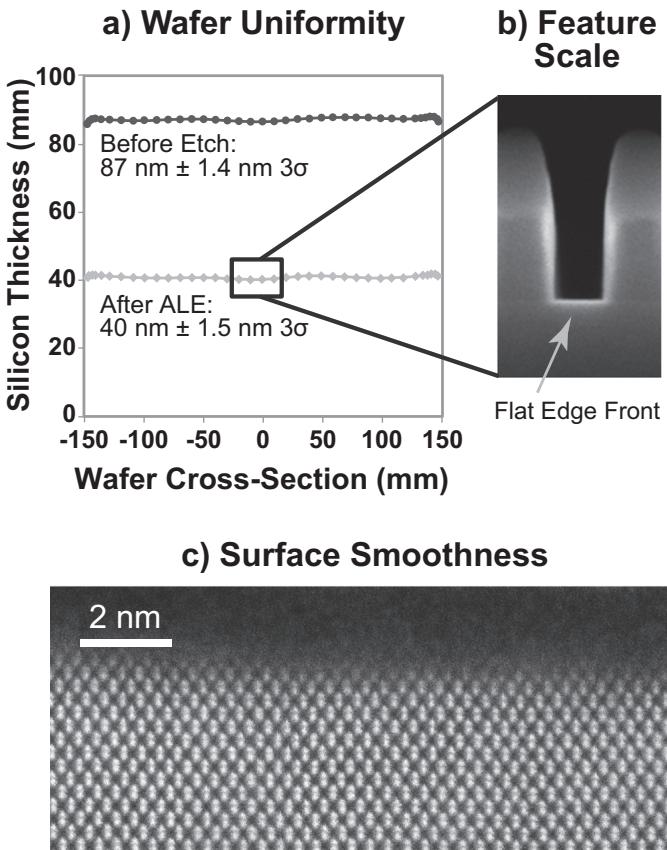 a) Wafer Uniformity
b) Feature
Scale
Silicon Thickness (mm)
100
80
60
40
20
0
Before Etch:
87 nm ± 1.4 nm 3σ
After ALE:
40 nm ± 1.5 nm 3σ
-150 -100 -50 0 50 100 150
Wafer Cross-Section (mm)
Flat Edge Front
c) Surface Smoothness
2 nm